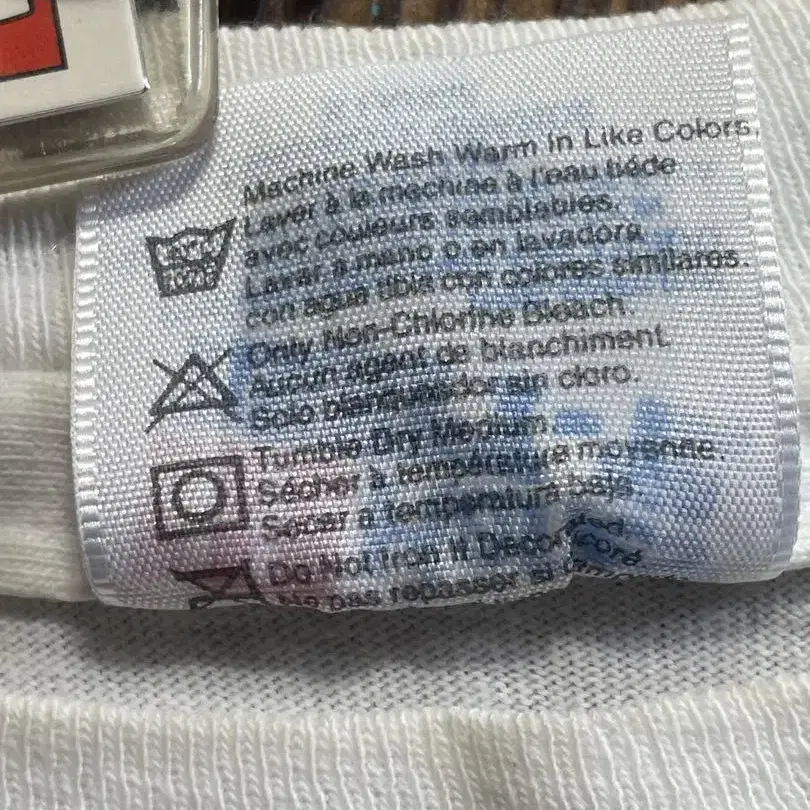 Machine Wash Warm In Like Colors.
Laver à la machine à l'eau tiède
avec couleurs semblables.
Lavar a mano o en lavadora
con agua tibia con colores similares.
Only Non-Chlorine Bleach.
Aucun agent de blanchiment.
Solo blanqueador sin cloro.
Tumble Dry Medium.
Sécher à température moyenne.
Secar a temperatura baja
Do Not Iron If Decorated.
Ne pas repasser si